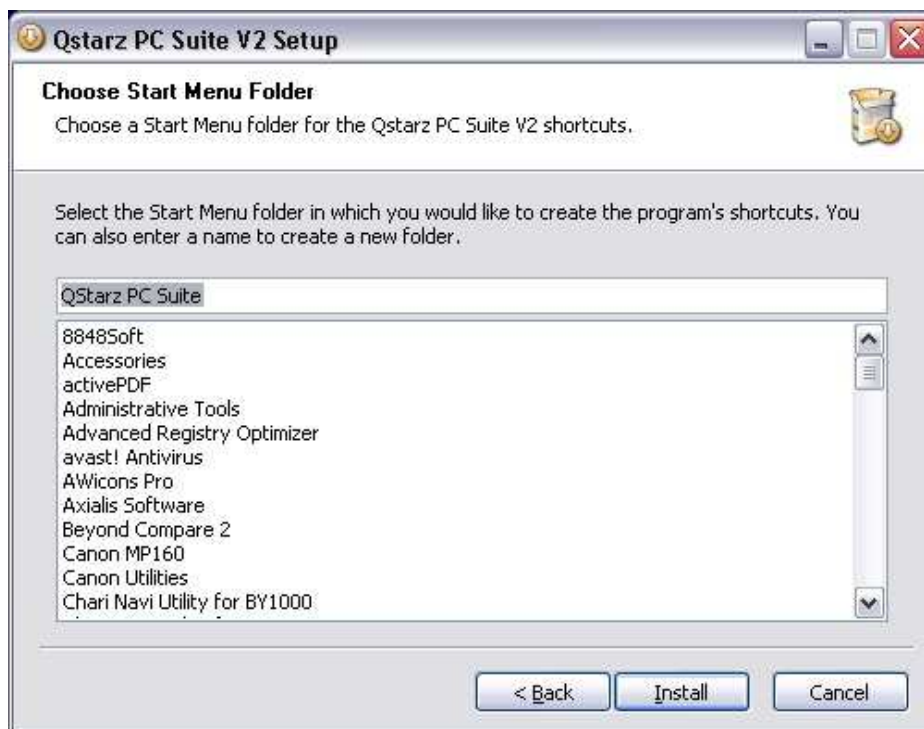 Qstarz PC Suite V2 Setup
Choose Start Menu Folder
Choose a Start Menu folder for the Qstarz PC Suite V2 shortcuts.
Select the Start Menu folder in which you would like to create the program's shortcuts. You
can also enter a name to create a new folder.
QStarz PC Suite
8848Soft
Accessories
activePDF
Administrative Tools
Advanced Registry Optimizer
avast! Antivirus
AWicons Pro
Axialis Software
Beyond Compare 2
Canon MP160
Canon Utilities
Chari Navi Utility for BY1000
< Back
Install
Cancel